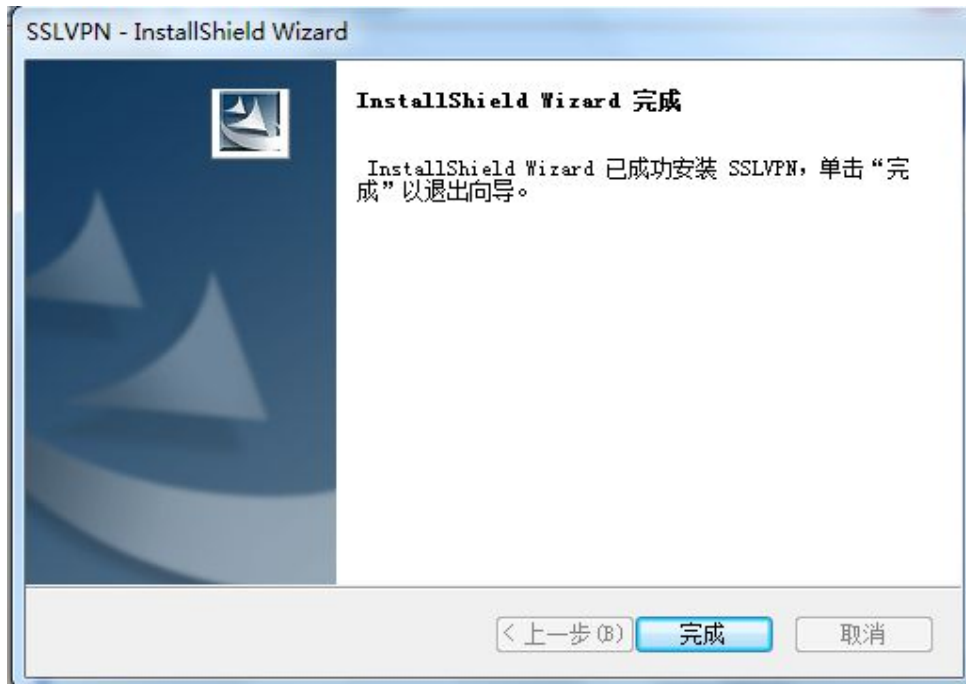 SSLVPN - InstallShield Wizard
InstallShield Wizard 完成
InstallShield Wizard 已成功安装 SSLVPN，单击“完
成”以退出向导。
<上一步(B)
完成
取消